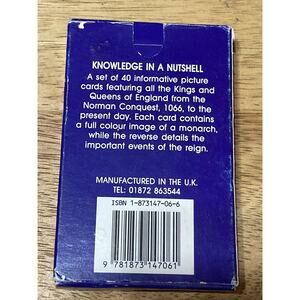 KNOWLEDGE IN A NUTSHELL
A set of 40 informative picture
cards featuring all the Kings and
Queens of England from the
Norman Conquest, 1066, to the
present day. Each card contains
a full colour image of a monarch,
while the reverse details the
important events of the reign.
MANUFACTURED IN THE U.K.
TEL: 01872 863544
ISBN 1-873147-06-6
9 781873 147061